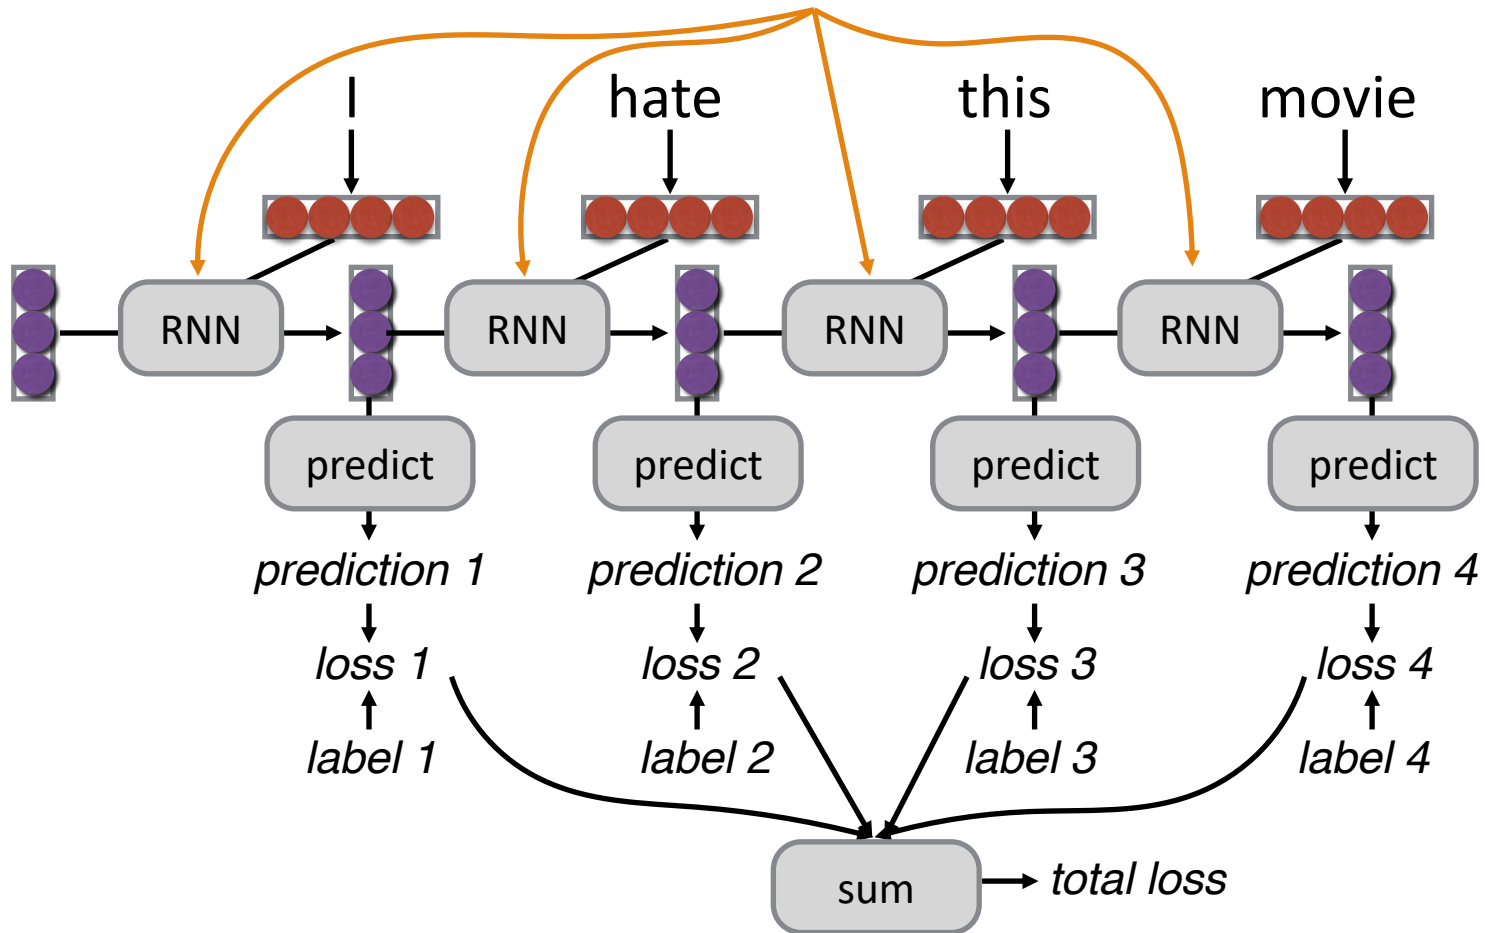 I hate this movie
RNN RNN RNN RNN
predict predict predict predict
prediction 1 prediction 2 prediction 3 prediction 4
loss 1 loss 2 loss 3 loss 4
label 1 label 2 label 3 label 4
sum total loss